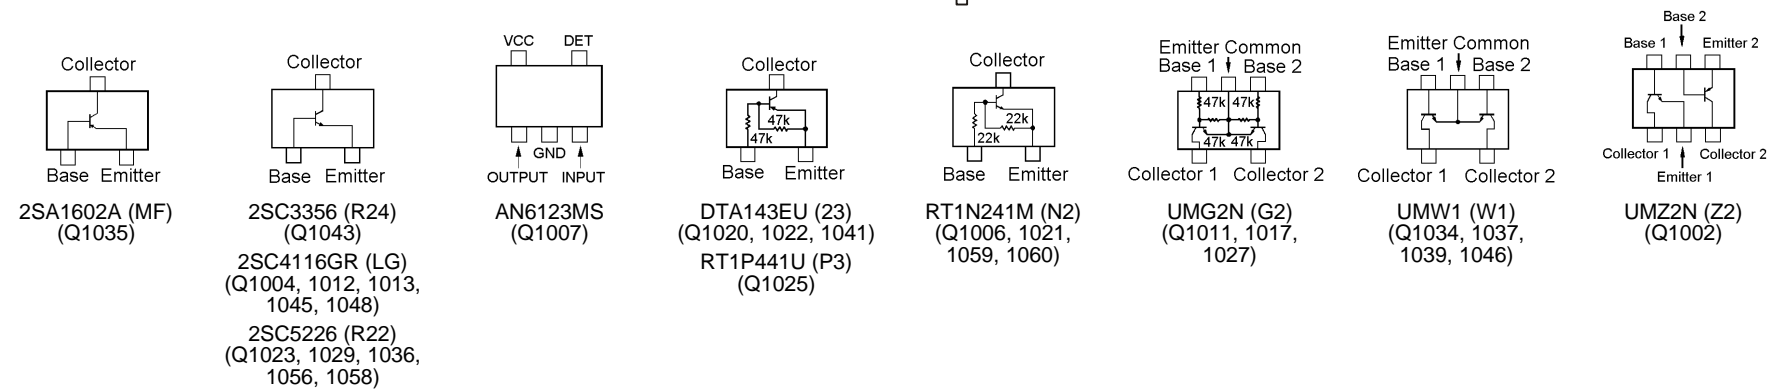 Collector
Base Emitter
2SA1602A (MF)
(Q1035)
Collector
Base Emitter
2SC3356 (R24)
(Q1043)
2SC4116GR (LG)
(Q1004, 1012, 1013,
1045, 1048)
2SC5226 (R22)
(Q1023, 1029, 1036,
1056, 1058)
VCC DET
GND
OUTPUT INPUT
AN6123MS
(Q1007)
Collector
47k
47k
Base Emitter
DTA143EU (23)
(Q1020, 1022, 1041)
RT1P441U (P3)
(Q1025)
Collector
22k
22k
Base Emitter
RT1N241M (N2)
(Q1006, 1021,
1059, 1060)
Emitter Common
Base 1 Base 2
47k 47k
47k 47k
Collector 1 Collector 2
UMG2N (G2)
(Q1011, 1017,
1027)
Emitter Common
Base 1 Base 2
Collector 1 Collector 2
UMW1 (W1)
(Q1034, 1037,
1039, 1046)
Base 2
Base 1 Emitter 2
Collector 1 Collector 2
Emitter 1
UMZ2N (Z2)
(Q1002)